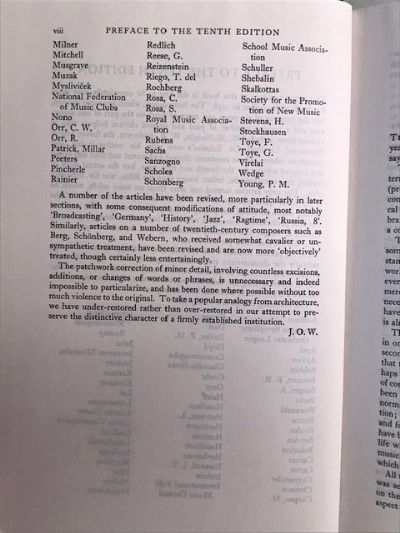 viii PREFACE TO THE TENTH EDITION
Milner
Mitchell
Musgrave
Muzak
Mysliviček
National Federation
of Music Clubs
Nono
Orr, C. W.
Orr, R.
Patrick, Millar
Peeters
Pincherle
Rainier
Redlich
Reese, G.
Reizenstein
Riego, T. del
Rochberg
Rosa, C.
Rosa, S.
Royal Music Associa-
tion
Rubens
Sachs
Sanzogno
Scholes
Schonberg
School Music Associa-
tion
Schuller
Shebalin
Skalkottas
Society for the Promo-
tion of New Music
Stevens, H.
Stockhausen
Toye, F.
Toye, G.
Virelai
Wedge
Young, P. M.
A number of the articles have been revised, more particularly in later
sections, with some consequent modifications of attitude, most notably
‘Broadcasting’, ‘Germany’, ‘History’, ‘Jazz’, ‘Ragtime’, ‘Russia, 8’.
Similarly, articles on a number of twentieth-century composers such as
Berg, Schönberg, and Webern, who received somewhat cavalier or un-
sympathetic treatment, have been revised and are now more ‘objectively’
treated, though certainly less entertainingly.
The patchwork correction of minor detail, involving countless excisions,
additions, or changes of words or phrases, is unnecessary and indeed
impossible to particularize, and has been done where possible without too
much violence to the original. To take a popular analogy from architecture,
we have under-restored rather than over-restored in our attempt to pre-
serve the distinctive character of a firmly established institution.
J. O. W.